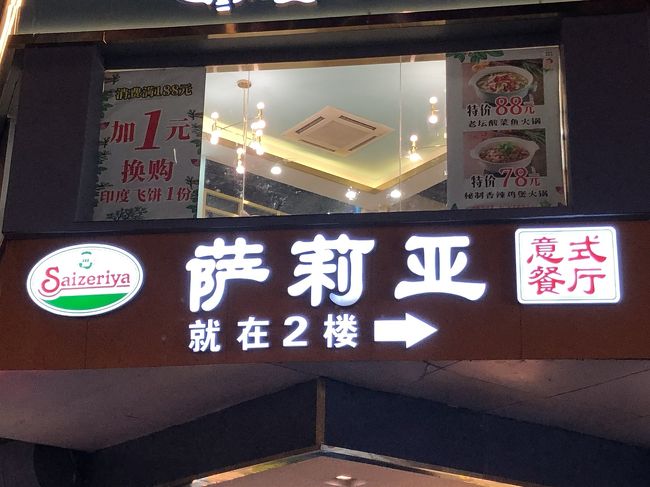 消费满188元
加1元
换购
印度飞饼1份
特价88元
老坛酸菜鱼火锅
特价78元
秘制香辣鸡煲火锅
Saizeriya
萨莉亚
意式
餐厅
就在2楼